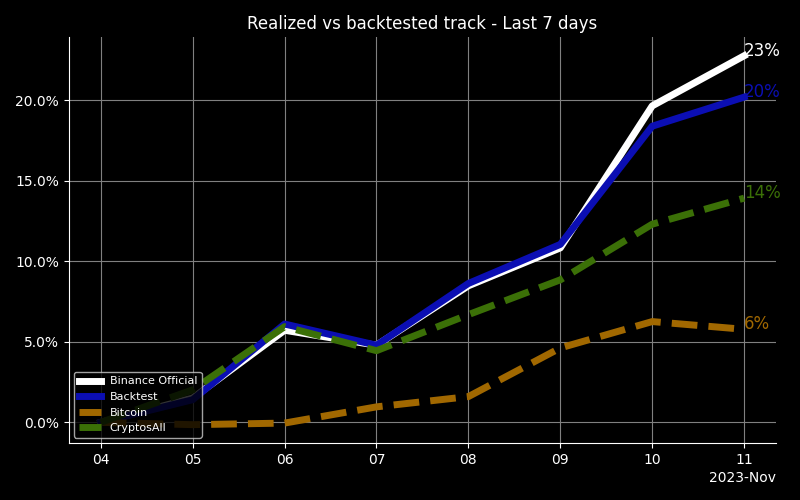 Realized vs backtested track - Last 7 days
23%
20%
14%
6%
20.0%
15.0%
10.0%
5.0%
0.0%
Binance Official
Backtest
Bitcoin
CryptosAll
04 05 06 07 08 09 10 11
2023-Nov